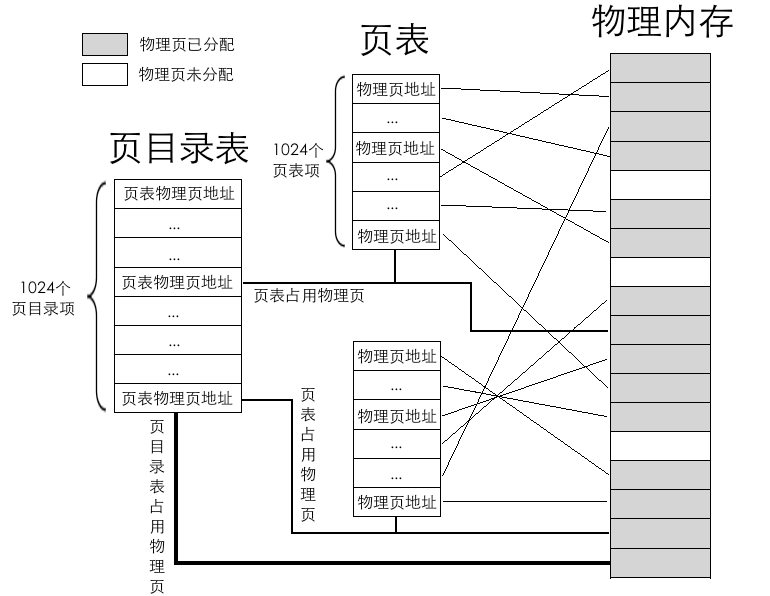 物理页已分配
物理页未分配
页表
物理内存
页目录表
1024个
页表项
物理页地址
...
物理页地址
...
...
物理页地址
1024个
页目录项
页表物理页地址
...
...
页表物理页地址
...
...
...
页表物理页地址
页表占用物理页
物理页地址
...
物理页地址
...
...
物理页地址
页表占用物理页
页目录表占用物理页